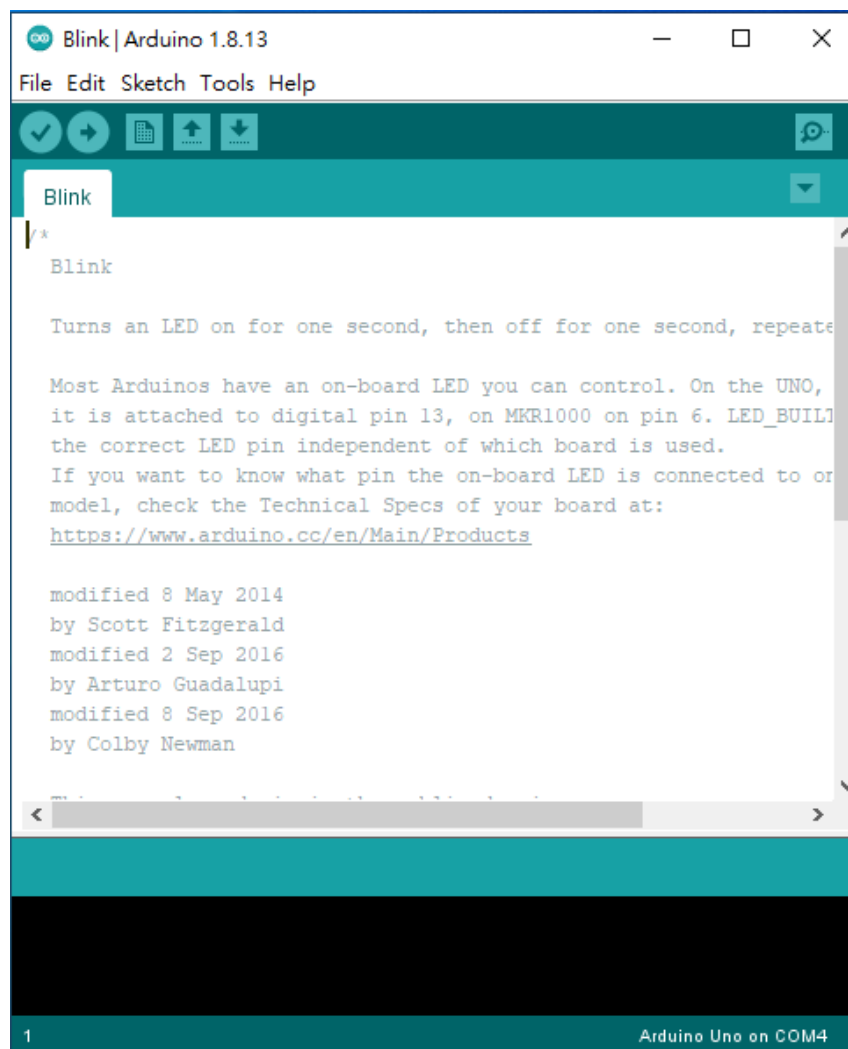 Blink | Arduino 1.8.13
File Edit Sketch Tools Help
Blink
/*
Blink
Turns an LED on for one second, then off for one second, repeate
Most Arduinos have an on-board LED you can control. On the UNO,
it is attached to digital pin 13, on MKR1000 on pin 6. LED_BUILT
the correct LED pin independent of which board is used.
If you want to know what pin the on-board LED is connected to on
model, check the Technical Specs of your board at:
https://www.arduino.cc/en/Main/Products
modified 8 May 2014
by Scott Fitzgerald
modified 2 Sep 2016
by Arturo Guadalupi
modified 8 Sep 2016
by Colby Newman
1
Arduino Uno on COM4